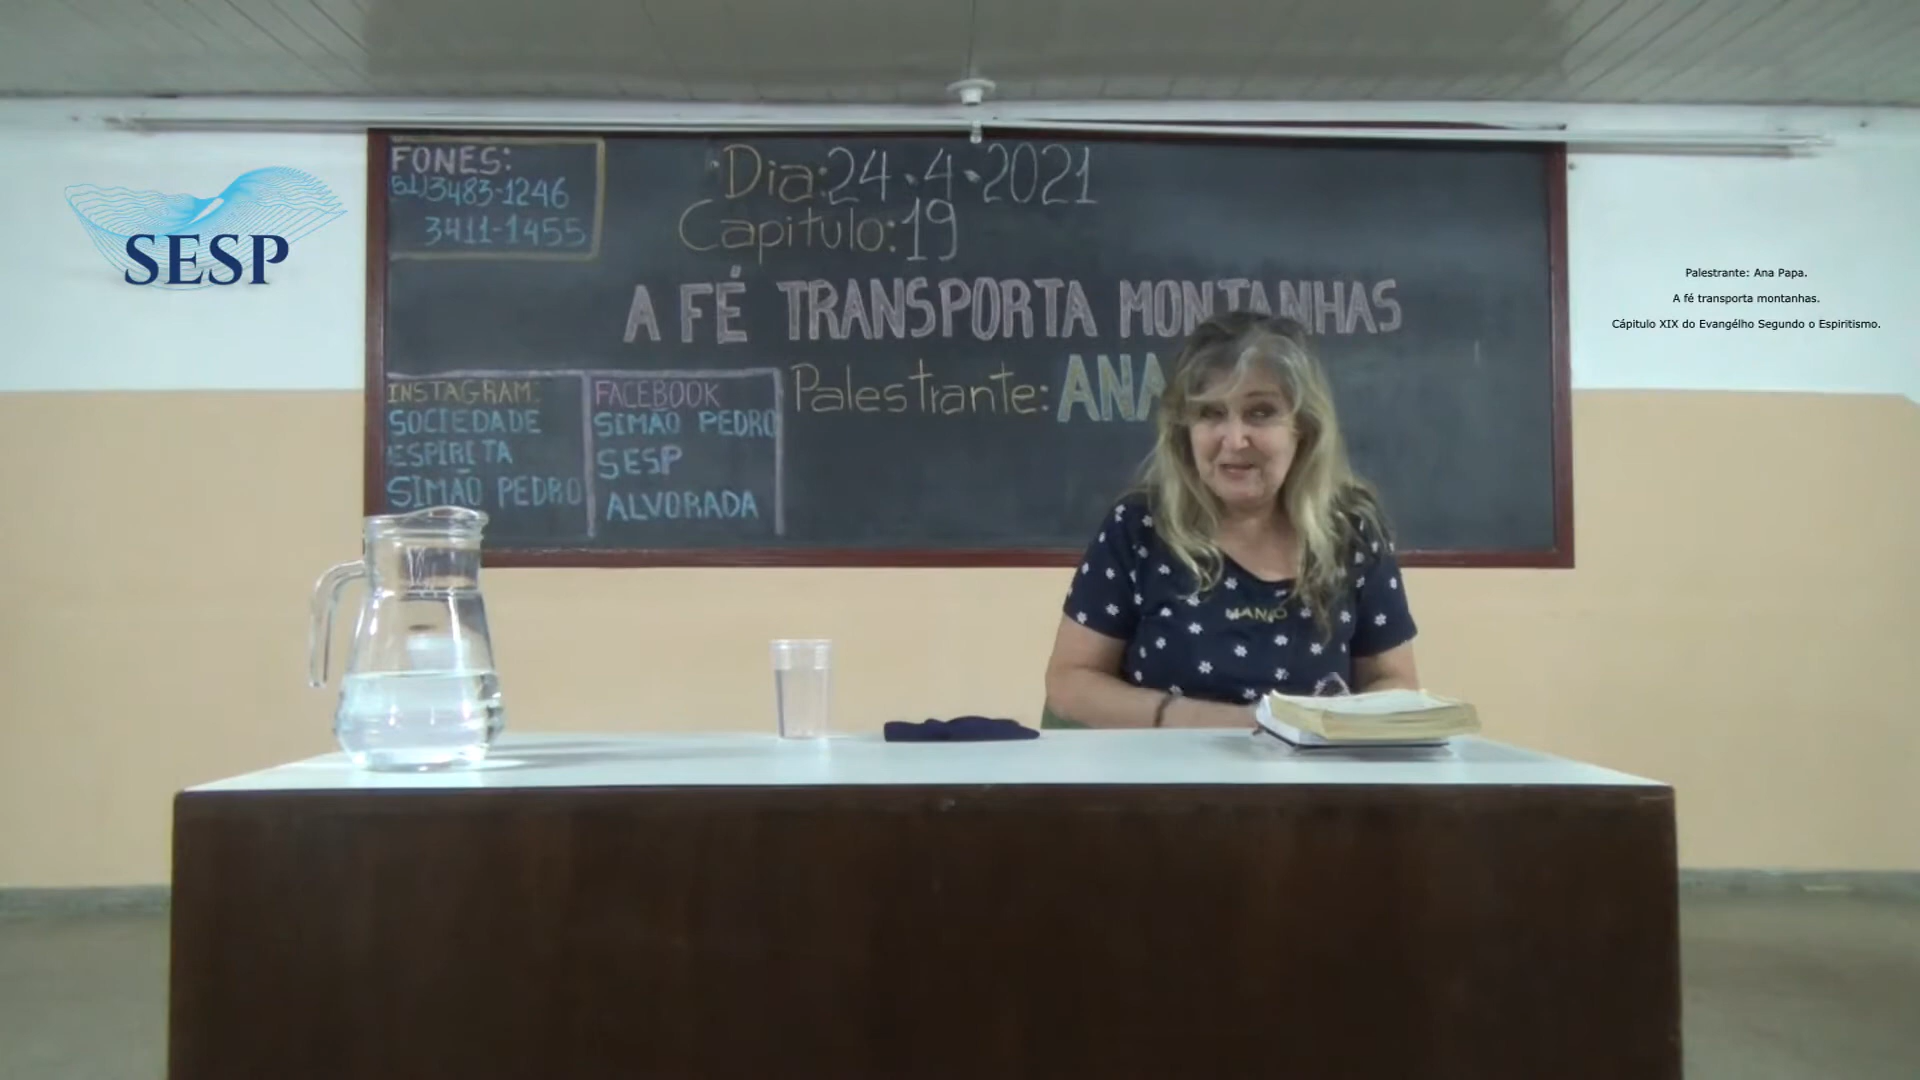 FONES:
51)3483-1246
3411-1455
Dia:24.4.2021
Capitulo:19
A FÉ TRANSPORTA MONTANHAS
Palestrante: ANA
INSTAGRAM:
SOCIEDADE
ESPIRITA
SIMÃO PEDRO
FACEBOOK
SIMÃO PEDRO
SESP
ALVORADA
SESP
Palestrante: Ana Papa.
A fé transporta montanhas.
Cápitulo XIX do Evangélho Segundo o Espiritismo.